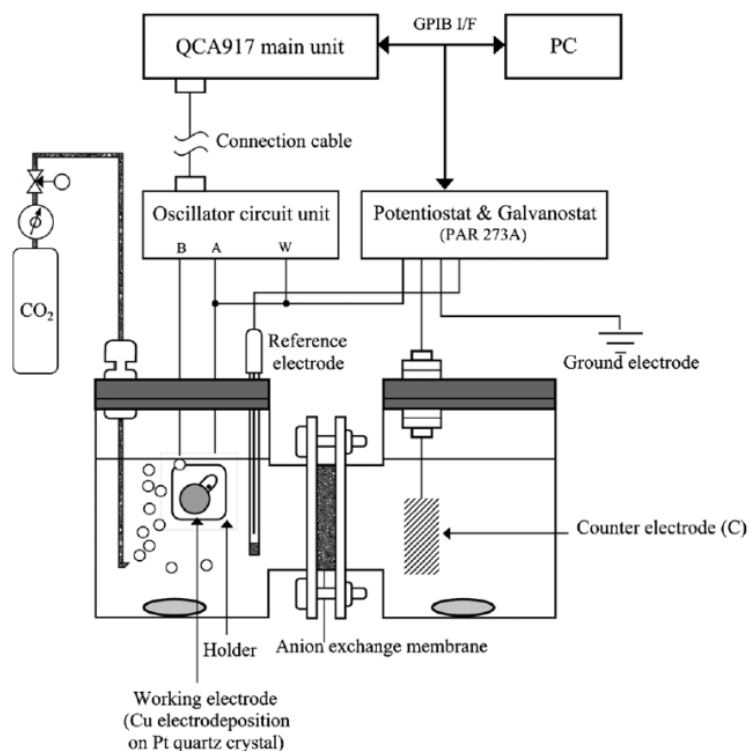 GPIB I/F
QCA917 main unit
PC
Connection cable
Oscillator circuit unit
B A W
Potentiostat & Galvanostat
(PAR 273A)
CO₂
Reference
electrode
Ground electrode
Counter electrode (C)
Holder
Anion exchange membrane
Working electrode
(Cu electrodeposition
on Pt quartz crystal)